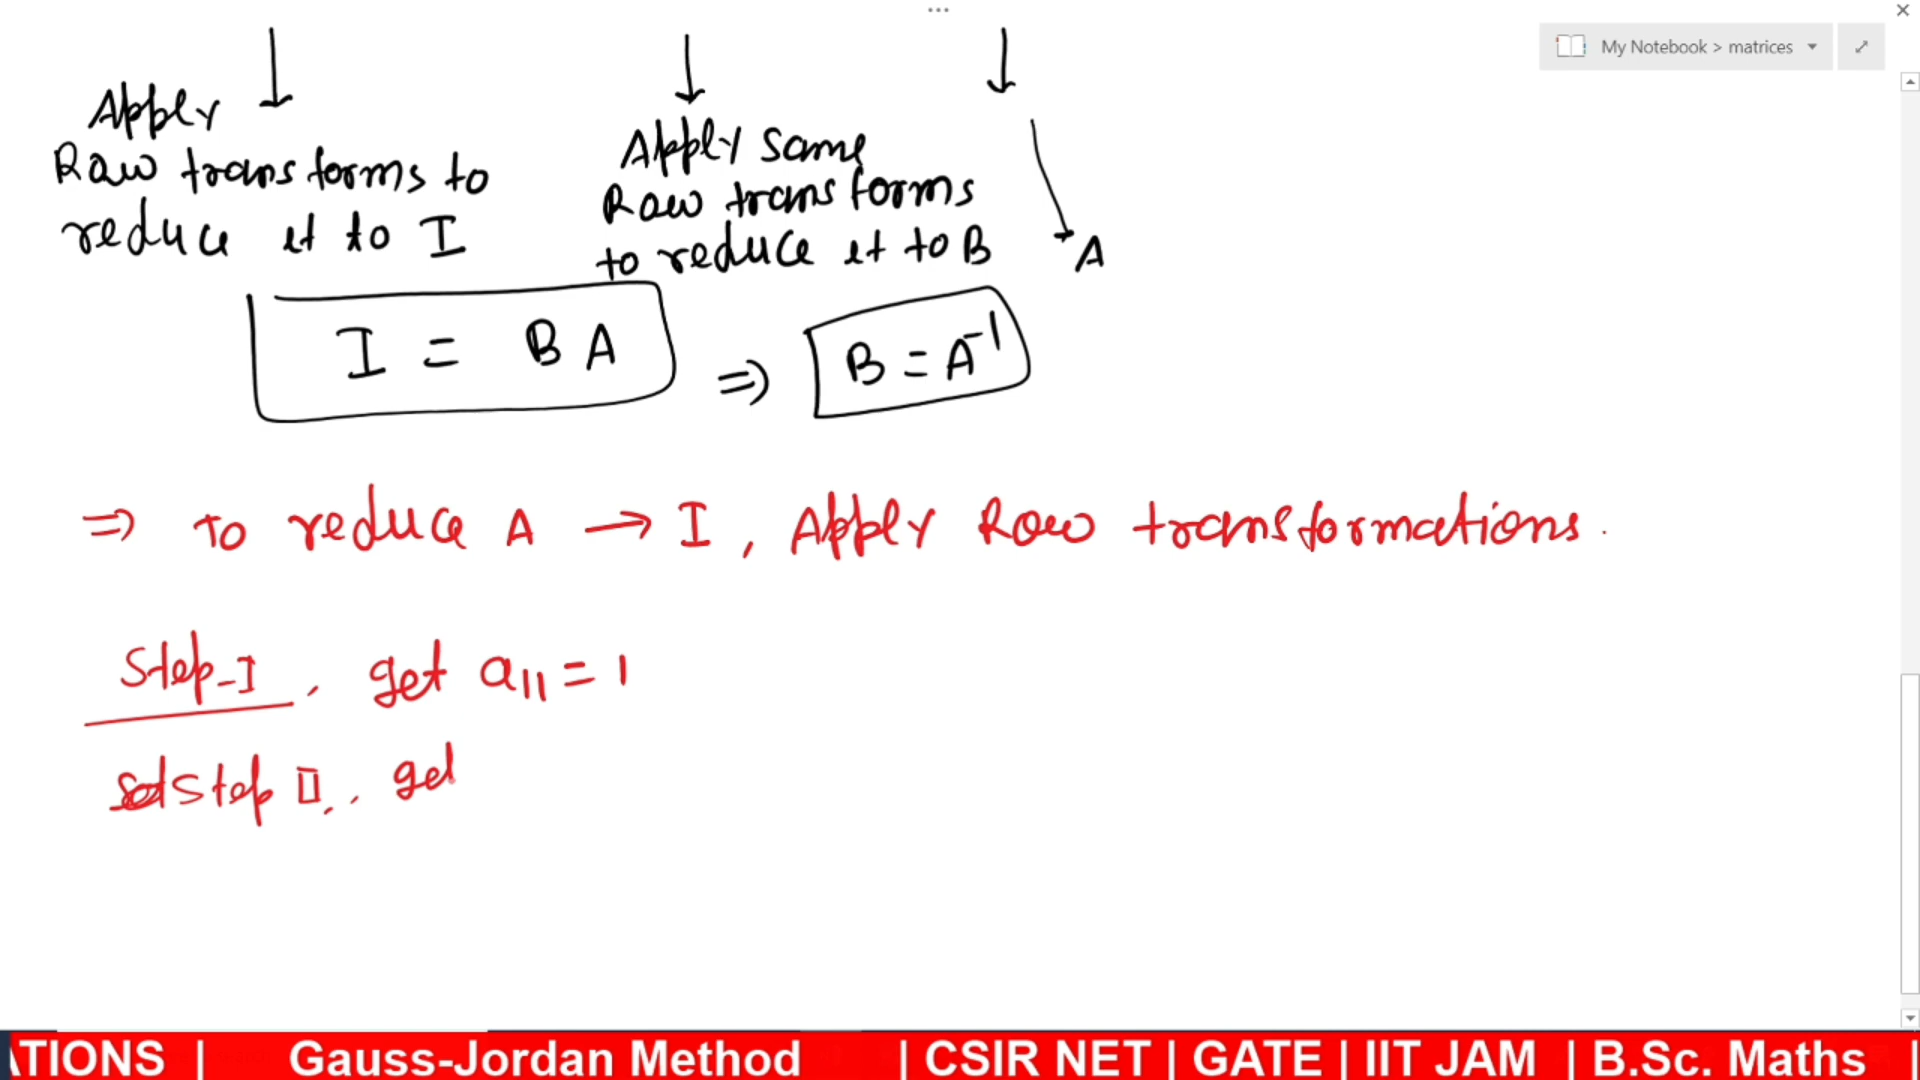 My Notebook > matrices
Apply
Raw transforms to
reduce it to I
Apply same
Raw transforms
to reduce it to B
A
I = B A
⇒ B = A⁻¹
⇒ To reduce A → I , Apply Row transformations.
Step-I , get a₁₁ = 1
Step II , get
ATIONS | Gauss-Jordan Method | CSIR NET | GATE | IIT JAM | B.Sc. Maths |